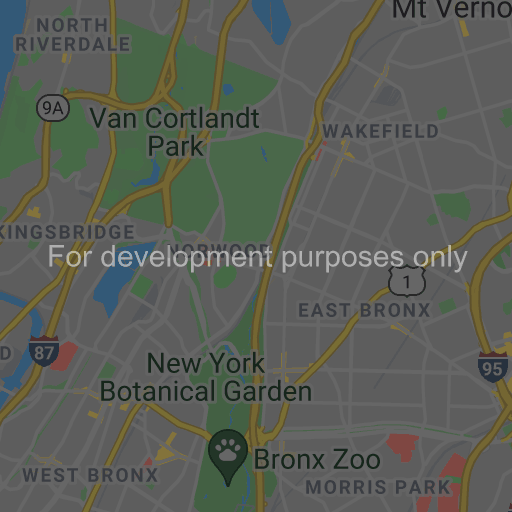 Mt Verno
NORTH
RIVERDALE
9A
Van Cortlandt
Park
WAKEFIELD
KINGSBRIDGE
NORWOOD
For development purposes only
1
EAST BRONX
D
87
95
New York
Botanical Garden
Bronx Zoo
WEST BRONX
MORRIS PARK